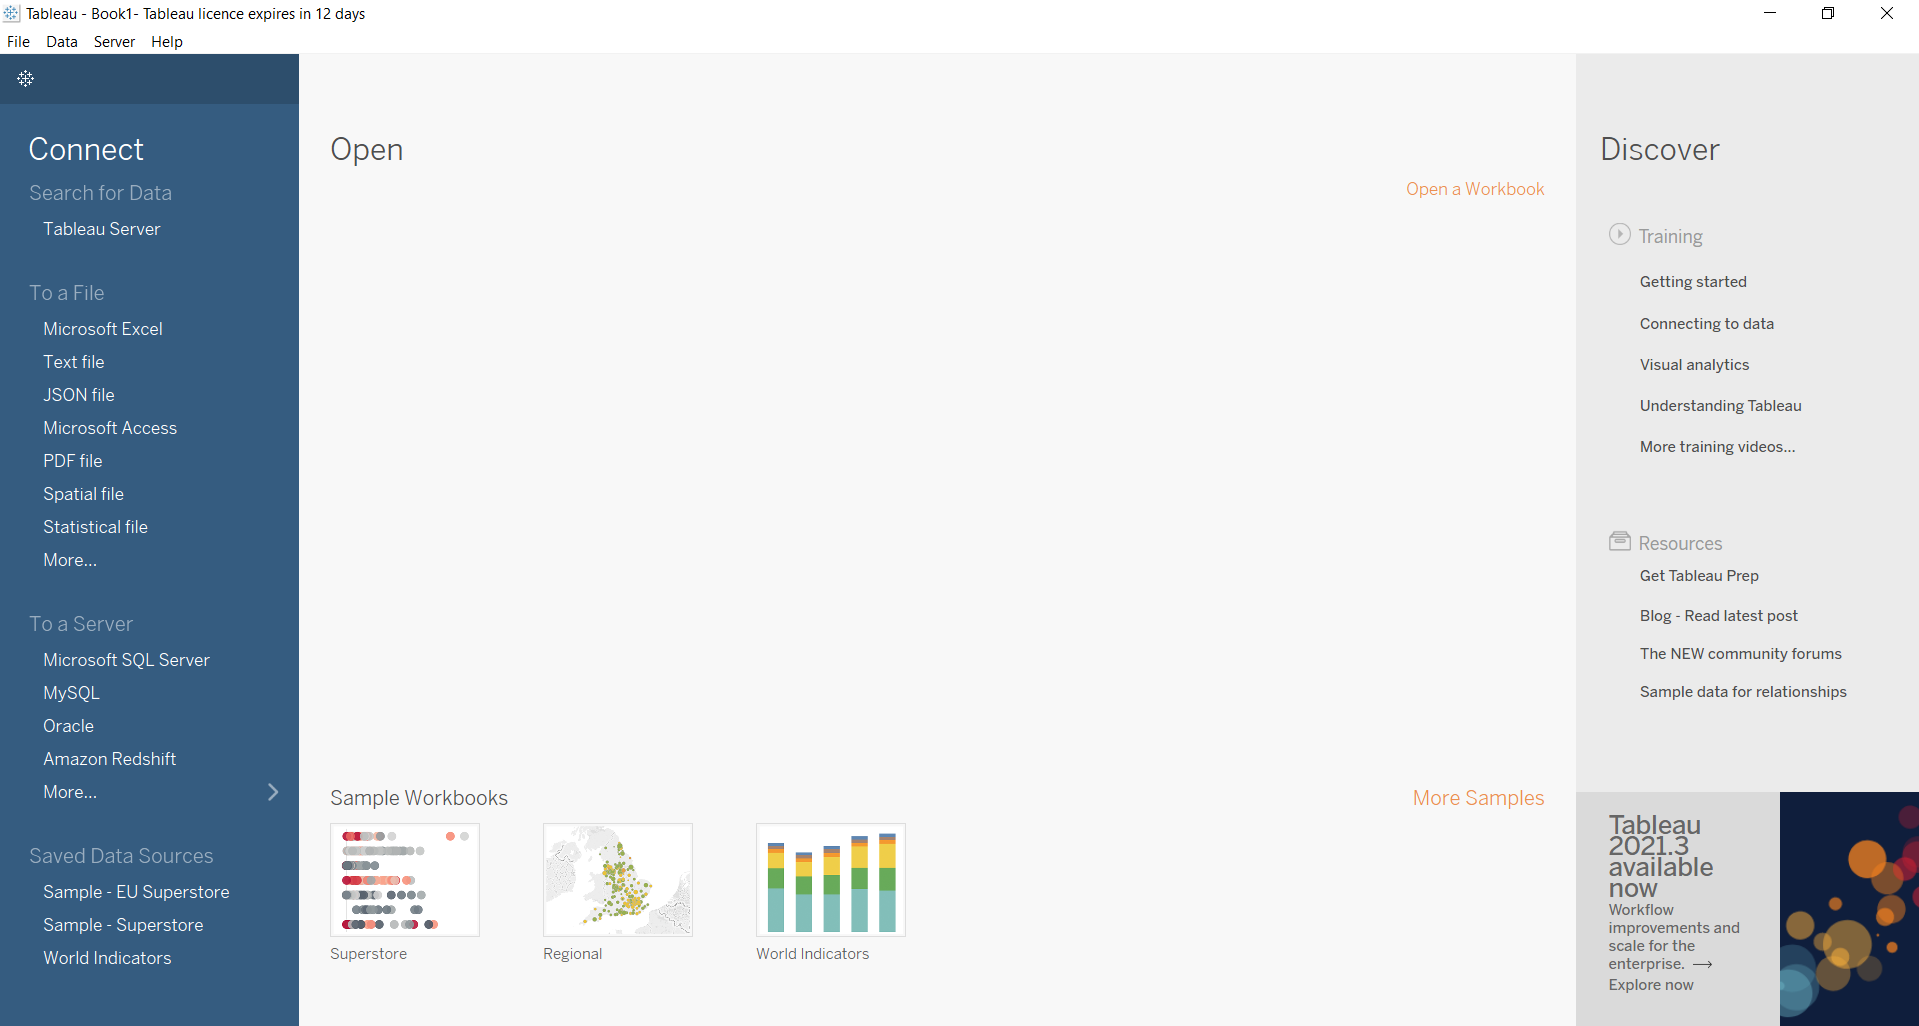 Tableau - Book1- Tableau licence expires in 12 days
File Data Server Help
Connect
Search for Data
Tableau Server
To a File
Microsoft Excel
Text file
JSON file
Microsoft Access
PDF file
Spatial file
Statistical file
More...
To a Server
Microsoft SQL Server
MySQL
Oracle
Amazon Redshift
More...
Saved Data Sources
Sample - EU Superstore
Sample - Superstore
World Indicators
Open
Open a Workbook
Sample Workbooks
More Samples
Superstore
Regional
World Indicators
Discover
Training
Getting started
Connecting to data
Visual analytics
Understanding Tableau
More training videos...
Resources
Get Tableau Prep
Blog - Read latest post
The NEW community forums
Sample data for relationships
Tableau
2021.3
available
now
Workflow
improvements and
scale for the
enterprise. →
Explore now